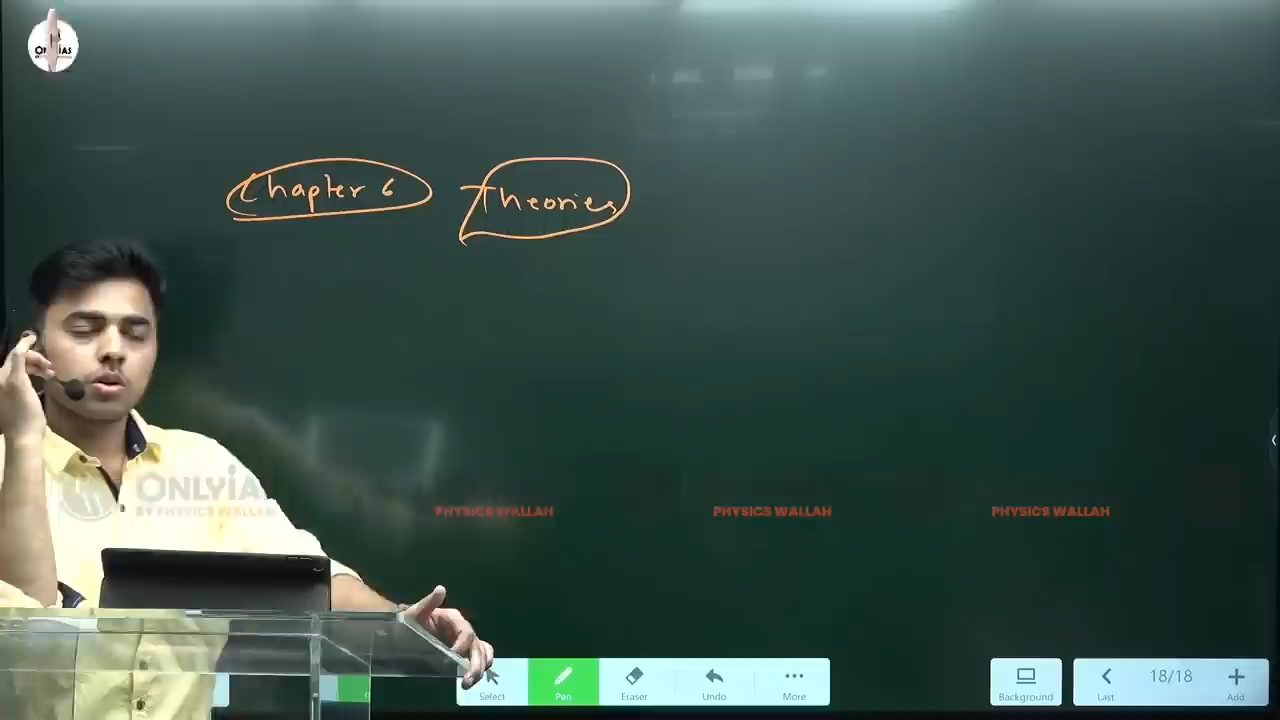 ONLYIAS
Chapter 6 Theories
ONLYIA
BY PHYSICS WALLAH
PHYSICS WALLAH PHYSICS WALLAH PHYSICS WALLAH
Select Pen Eraser Undo More Background Last 18/18 Add